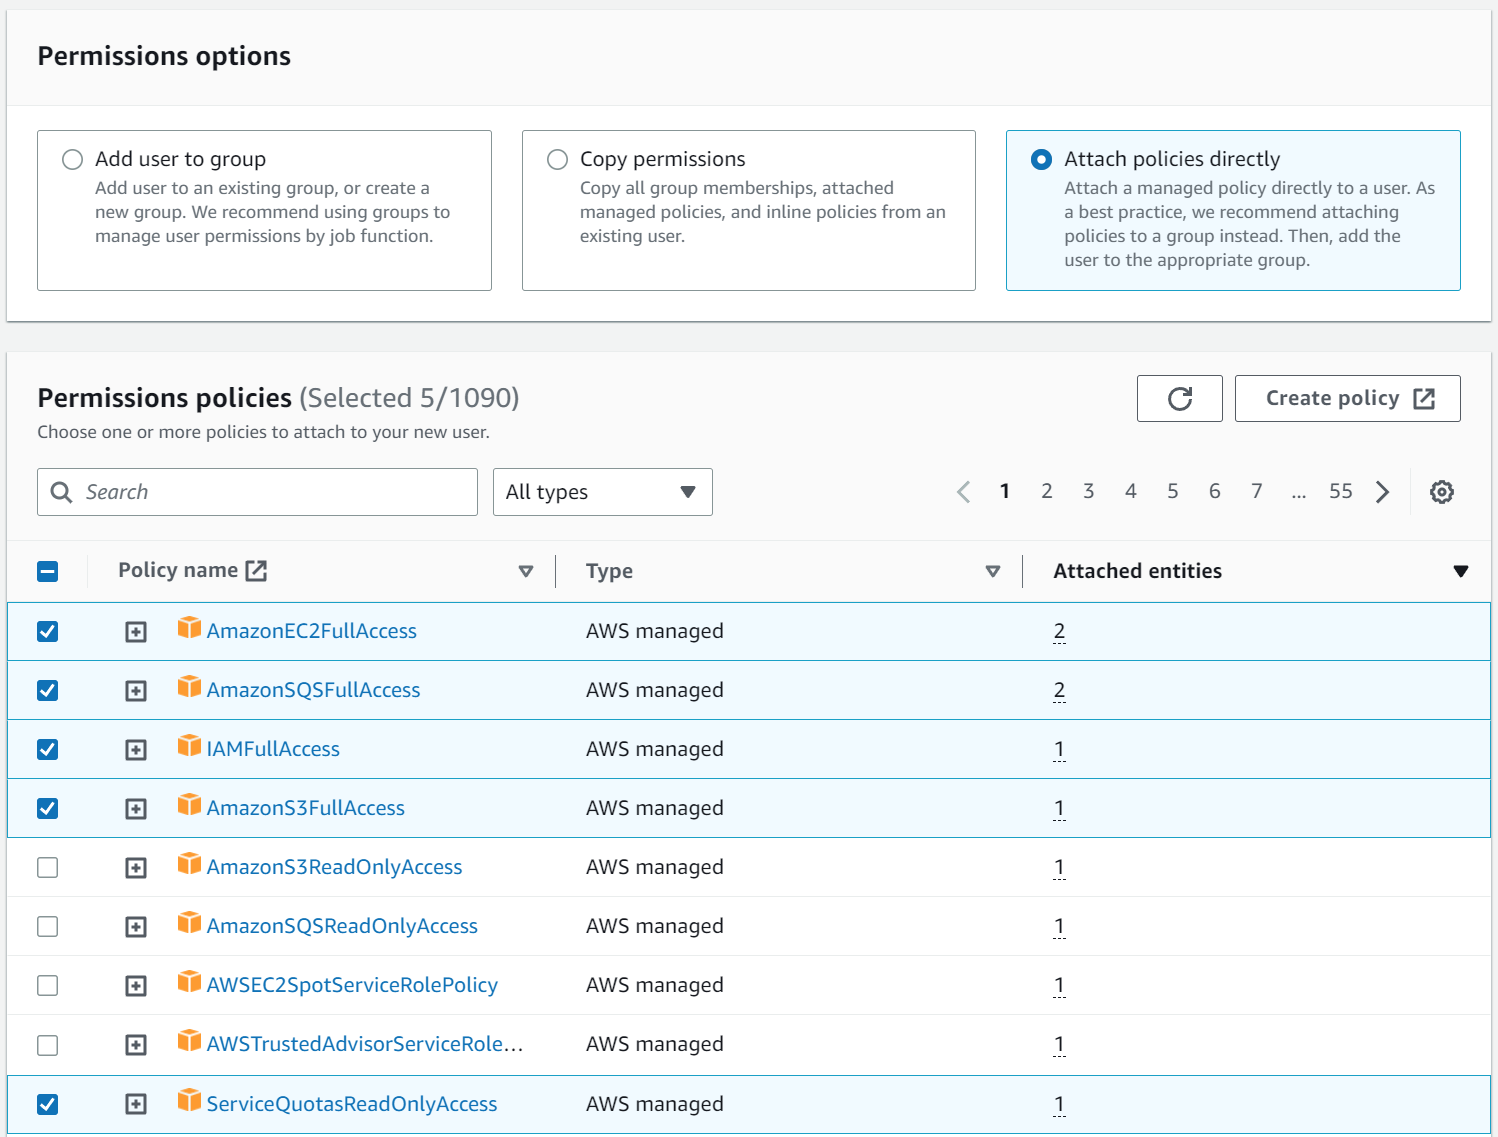 Permissions options
Add user to group
Add user to an existing group, or create a
new group. We recommend using groups to
manage user permissions by job function.
Copy permissions
Copy all group memberships, attached
managed policies, and inline policies from an
existing user.
Attach policies directly
Attach a managed policy directly to a user. As
a best practice, we recommend attaching
policies to a group instead. Then, add the
user to the appropriate group.
Permissions policies (Selected 5/1090)
Choose one or more policies to attach to your new user.
Create policy
Search
All types
1 2 3 4 5 6 7 ... 55
Policy name Type Attached entities
AmazonEC2FullAccess AWS managed 2
AmazonSQSFullAccess AWS managed 2
IAMFullAccess AWS managed 1
AmazonS3FullAccess AWS managed 1
AmazonS3ReadOnlyAccess AWS managed 1
AmazonSQSReadOnlyAccess AWS managed 1
AWSEC2SpotServiceRolePolicy AWS managed 1
AWSTrustedAdvisorServiceRole... AWS managed 1
ServiceQuotasReadOnlyAccess AWS managed 1